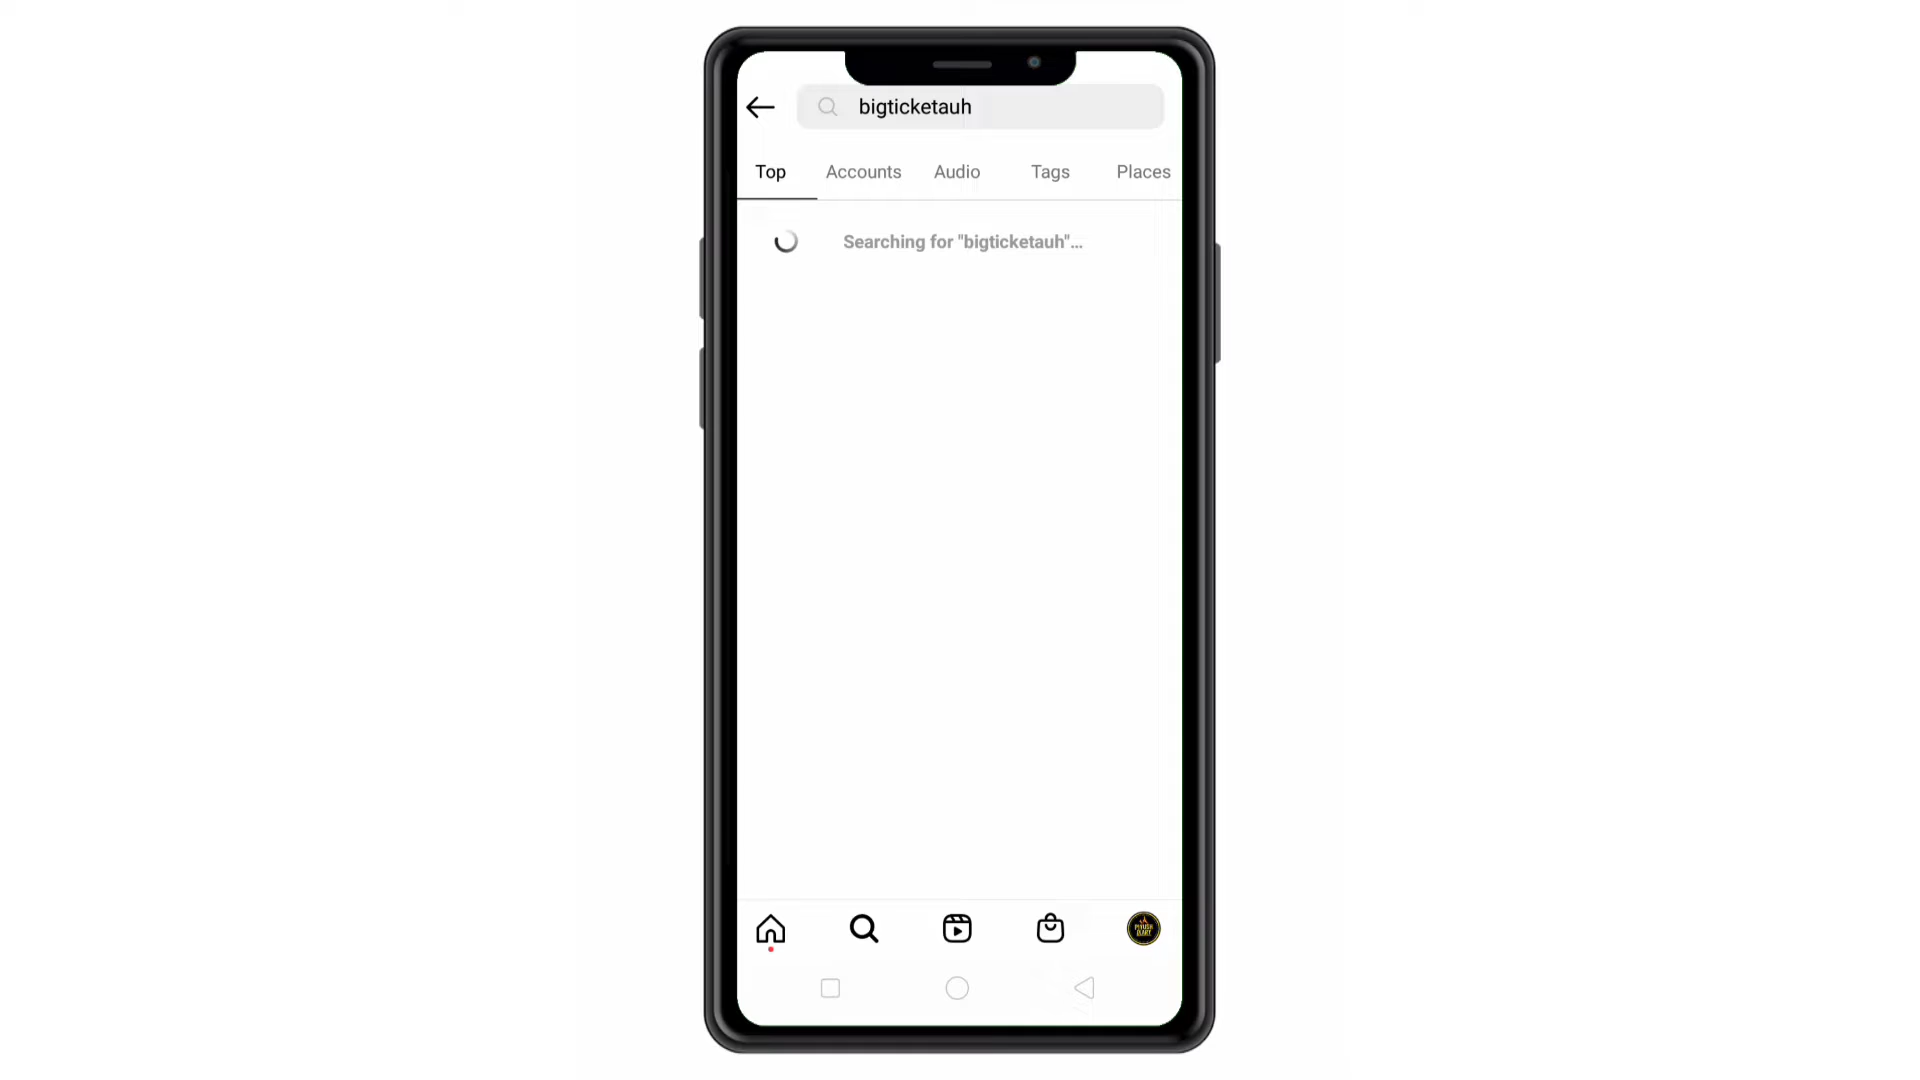 bigticketauh
Top Accounts Audio Tags Places
Searching for "bigticketauh"...